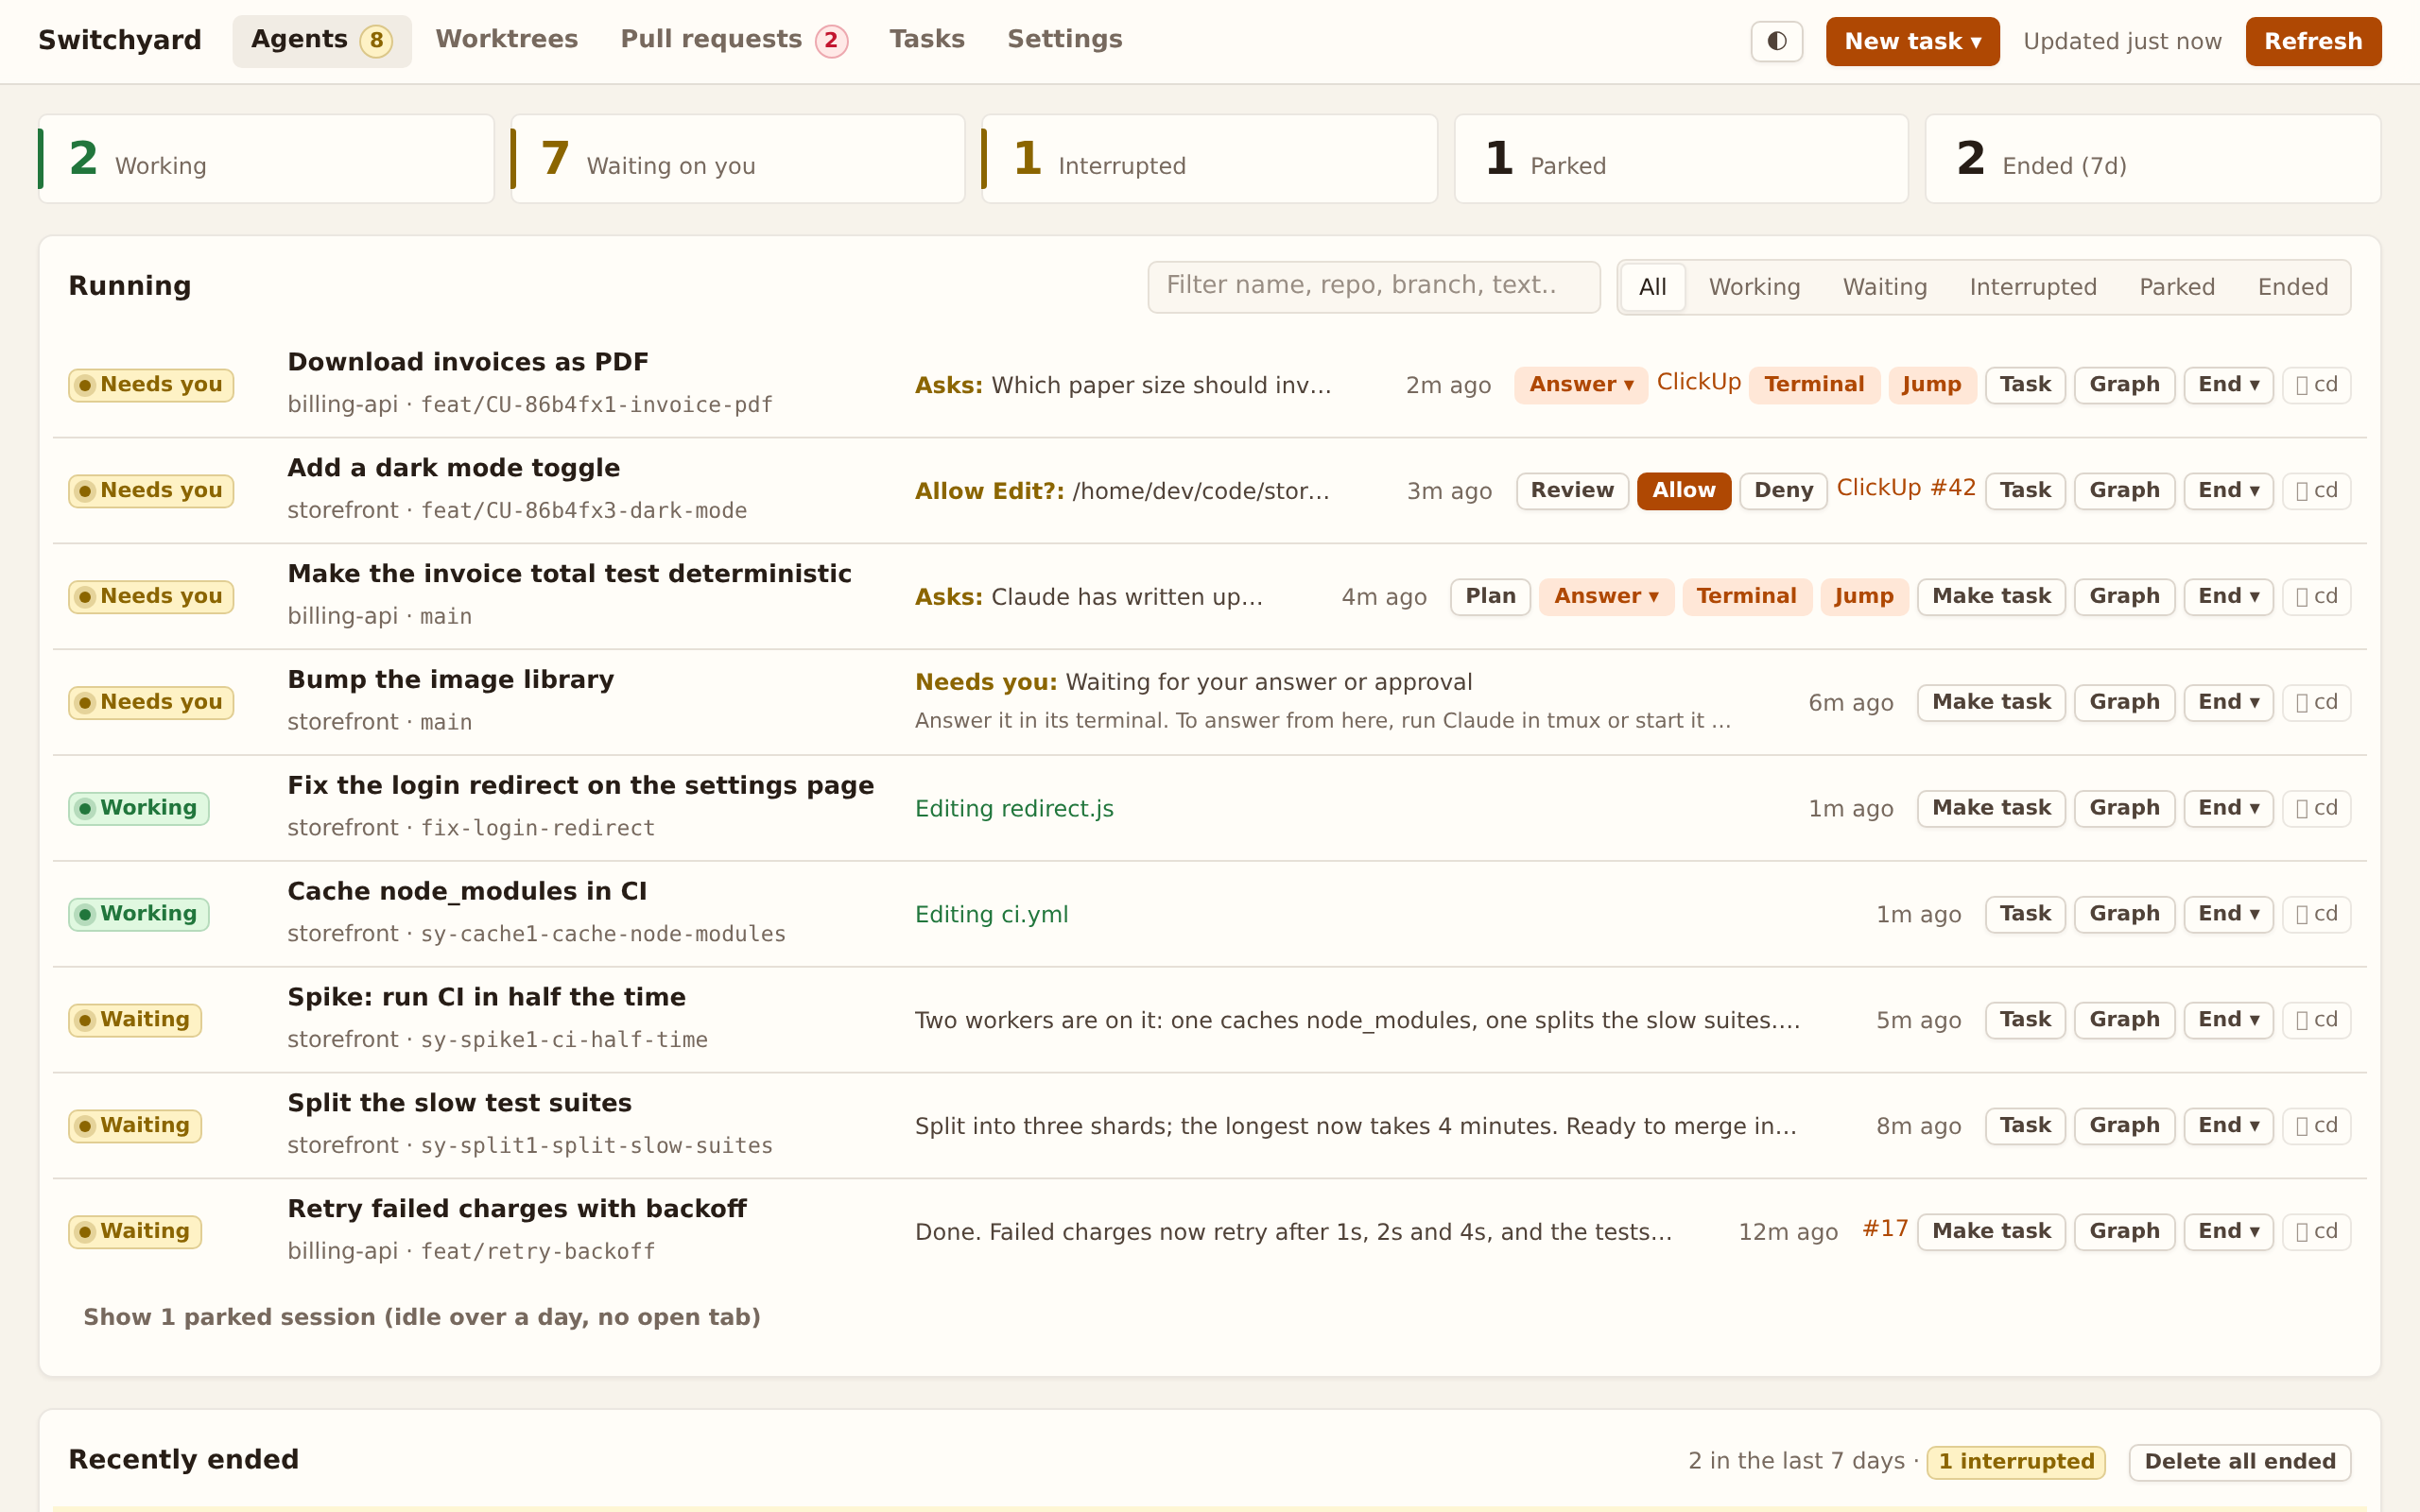 Switchyard Agents 8 Worktrees Pull requests 2 Tasks Settings New task ▾ Updated just now Refresh
2 Working 7 Waiting on you 1 Interrupted 1 Parked 2 Ended (7d)
Running Filter name, repo, branch, text.. All Working Waiting Interrupted Parked Ended
Download invoices as PDF
Needs you Asks: Which paper size should inv… 2m ago Answer ▾ ClickUp Terminal Jump Task Graph End ▾ cd
billing-api · feat/CU-86b4fx1-invoice-pdf
Add a dark mode toggle
Needs you Allow Edit?: /home/dev/code/stor… 3m ago Review Allow Deny ClickUp #42 Task Graph End ▾ cd
storefront · feat/CU-86b4fx3-dark-mode
Make the invoice total test deterministic
Needs you Asks: Claude has written up… 4m ago Plan Answer ▾ Terminal Jump Make task Graph End ▾ cd
billing-api · main
Bump the image library
Needs you: Waiting for your answer or approval
Needs you 6m ago Make task Graph End ▾ cd
storefront · main
Answer it in its terminal. To answer from here, run Claude in tmux or start it …
Fix the login redirect on the settings page
Working Editing redirect.js 1m ago Make task Graph End ▾ cd
storefront · fix-login-redirect
Cache node_modules in CI
Working Editing ci.yml 1m ago Task Graph End ▾ cd
storefront · sy-cache1-cache-node-modules
Spike: run CI in half the time
Waiting Two workers are on it: one caches node_modules, one splits the slow suites.… 5m ago Task Graph End ▾ cd
storefront · sy-spike1-ci-half-time
Split the slow test suites
Waiting Split into three shards; the longest now takes 4 minutes. Ready to merge in… 8m ago Task Graph End ▾ cd
storefront · sy-split1-split-slow-suites
Retry failed charges with backoff
Waiting Done. Failed charges now retry after 1s, 2s and 4s, and the tests… 12m ago #17 Make task Graph End ▾ cd
billing-api · feat/retry-backoff
Show 1 parked session (idle over a day, no open tab)
Recently ended 2 in the last 7 days · 1 interrupted Delete all ended